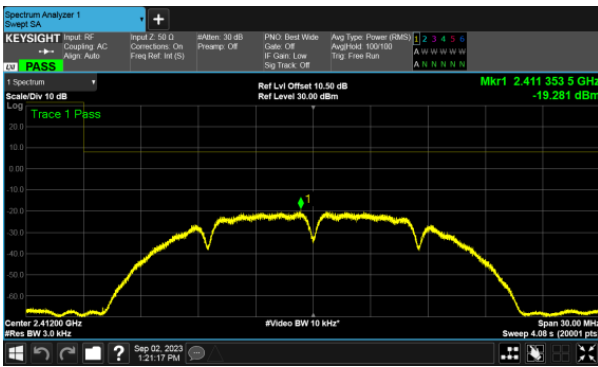 Spectrum Analyzer 1
Swept SA
+
KEYSIGHT
Input: RF
Coupling: AC
Align: Auto
Input Z: 50 Ω
Corrections: On
Freq Ref: Int (S)
#Atten: 30 dB
Preamp: Off
PNO: Best Wide
Gate: Off
IF Gain: Low
Sig Track: Off
Avg Type: Power (RMS)
Avg|Hold: 100/100
Trig: Free Run
1 2 3 4 5 6
A W W W W W
A N N N N N
PASS
1 Spectrum
Scale/Div 10 dB
Ref Lvl Offset 10.50 dB
Ref Level 30.00 dBm
Mkr1 2.411 353 5 GHz
-19.281 dBm
Log
Trace 1 Pass
20.0
10.0
0.00
-10.0
1
-20.0
-30.0
-40.0
-50.0
-60.0
Center 2.41200 GHz
#Video BW 10 kHz*
Span 30.00 MHz
#Res BW 3.0 kHz
Sweep 4.08 s (20001 pts)
?
Sep 02, 2023
1:21:17 PM